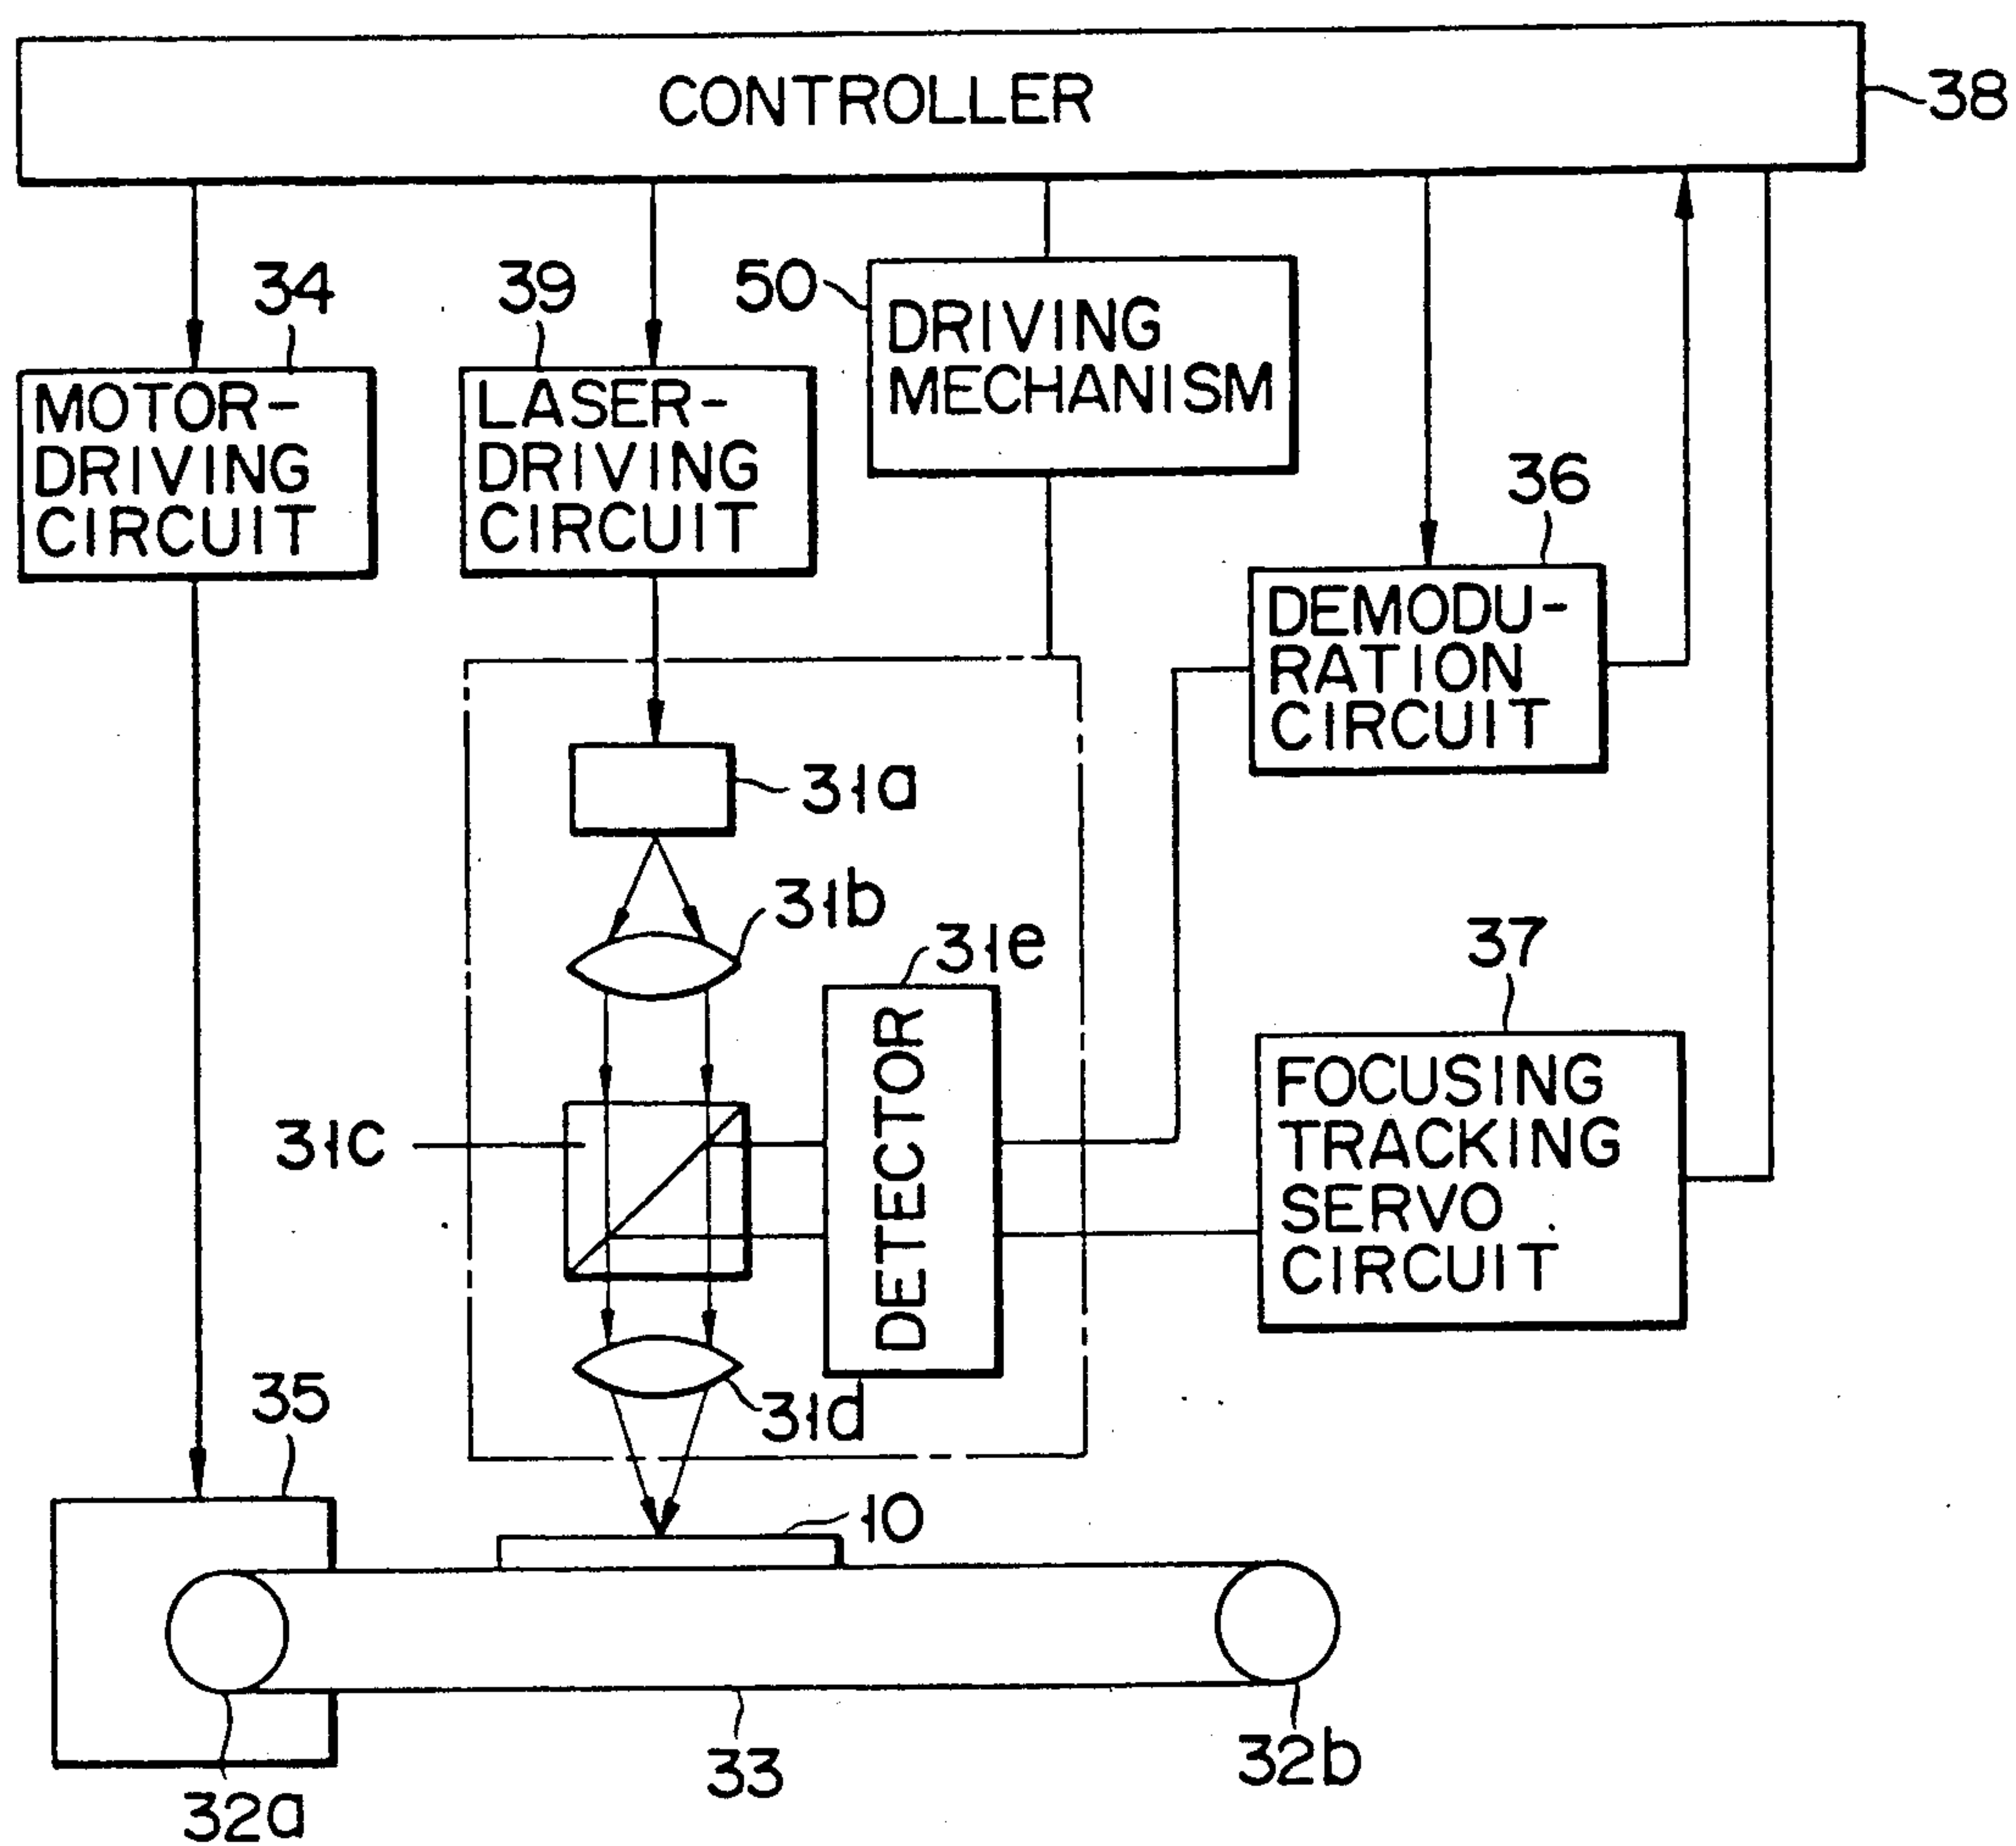 CONTROLLER
38
34
39
50
DRIVING
MECHANISM
MOTOR-
DRIVING
CIRCUIT
LASER-
DRIVING
CIRCUIT
36
DEMODU-
RATION
CIRCUIT
31a
31b
31e
37
DETECTOR
FOCUSING
TRACKING
SERVO
CIRCUIT
31c
31d
35
10
33
32b
32a